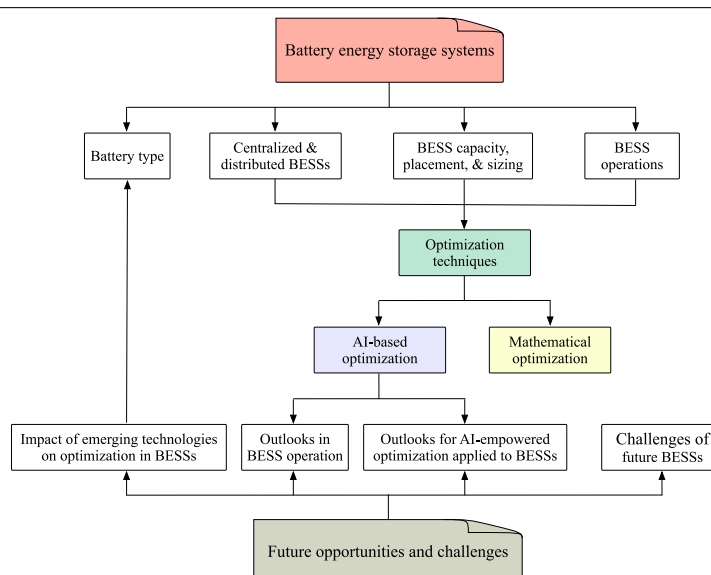 Battery energy storage systems
Battery type
Centralized &
distributed BESSs
BESS capacity,
placement, & sizing
BESS
operations
Optimization
techniques
AI-based
optimization
Mathematical
optimization
Impact of emerging technologies
on optimization in BESSs
Outlooks in
BESS operation
Outlooks for AI-empowered
optimization applied to BESSs
Challenges of
future BESSs
Future opportunities and challenges